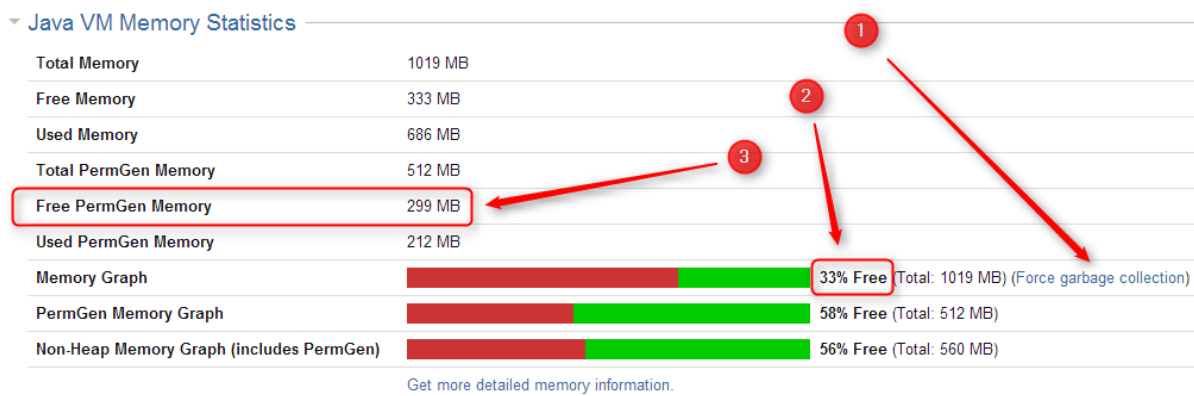 Java VM Memory Statistics
1
Total Memory 1019 MB
2
Free Memory 333 MB
Used Memory 686 MB
3
Total PermGen Memory 512 MB
Free PermGen Memory 299 MB
Used PermGen Memory 212 MB
Memory Graph 33% Free (Total: 1019 MB) (Force garbage collection)
PermGen Memory Graph 58% Free (Total: 512 MB)
Non-Heap Memory Graph (includes PermGen) 56% Free (Total: 560 MB)
Get more detailed memory information.